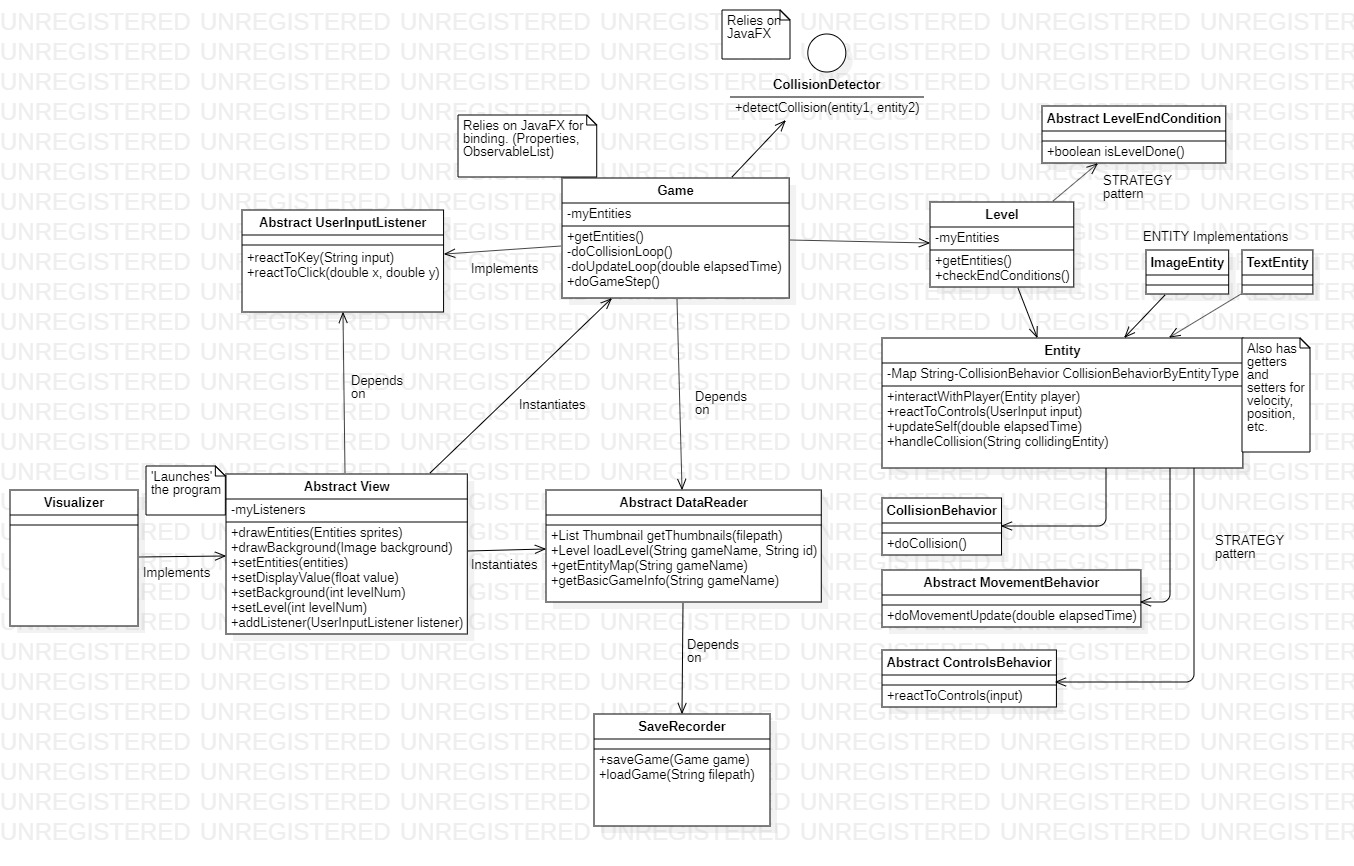 Relies on
JavaFX
CollisionDetector
+detectCollision(entity1, entity2)
Relies on JavaFX for
binding. (Properties,
ObservableList)
Abstract LevelEndCondition
+boolean isLevelDone()
STRATEGY
pattern
Game
-myEntities
+getEntities()
-doCollisionLoop()
-doUpdateLoop(double elapsedTime)
+doGameStep()
Abstract UserInputListener
+reactToKey(String input)
+reactToClick(double x, double y)
Implements
Level
-myEntities
+getEntities()
+checkEndConditions()
ENTITY Implementations
ImageEntity
TextEntity
Entity
-Map String-CollisionBehavior CollisionBehaviorByEntityType
+interactWithPlayer(Entity player)
+reactToControls(UserInput input)
+updateSelf(double elapsedTime)
+handleCollision(String collidingEntity)
Also has
getters
and
setters for
velocity,
position,
etc.
Depends
on
Instantiates
Depends
on
'Launches'
the program
Visualizer
Implements
Abstract View
-myListeners
+drawEntities(Entities sprites)
+drawBackground(Image background)
+setEntities(entities)
+setDisplayValue(float value)
+setBackground(int levelNum)
+setLevel(int levelNum)
+addListener(UserInputListener listener)
Instantiates
Abstract DataReader
+List Thumbnail getThumbnails(filepath)
+Level loadLevel(String gameName, String id)
+getEntityMap(String gameName)
+getBasicGameInfo(String gameName)
CollisionBehavior
+doCollision()
STRATEGY
pattern
Abstract MovementBehavior
+doMovementUpdate(double elapsedTime)
Abstract ControlsBehavior
+reactToControls(input)
Depends
on
SaveRecorder
+saveGame(Game game)
+loadGame(String filepath)
UNREGISTERED UNREGISTERED UNREGISTERED UNREGISTERED UNREGISTERED UNREGISTERED UNREGISTERED